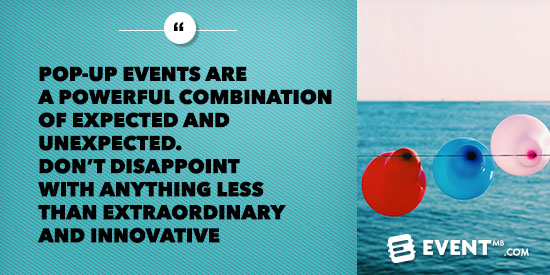 “
POP-UP EVENTS ARE
A POWERFUL COMBINATION
OF EXPECTED AND
UNEXPECTED.
DON’T DISAPPOINT
WITH ANYTHING LESS
THAN EXTRAORDINARY
AND INNOVATIVE
EVENTMB.COM